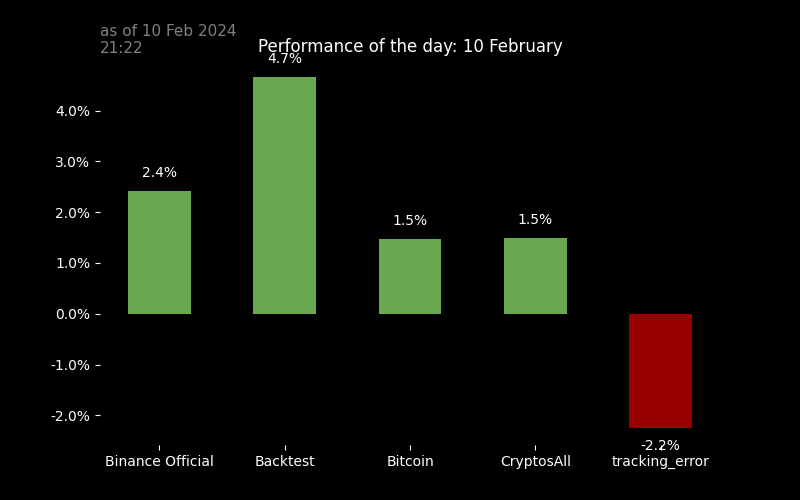 as of 10 Feb 2024
21:22
Performance of the day: 10 February
4.7%
4.0%
3.0%
2.4%
2.0%
1.5%
1.5%
1.0%
0.0%
-1.0%
-2.0%
-2.2%
Binance Official
Backtest
Bitcoin
CryptosAll
tracking_error